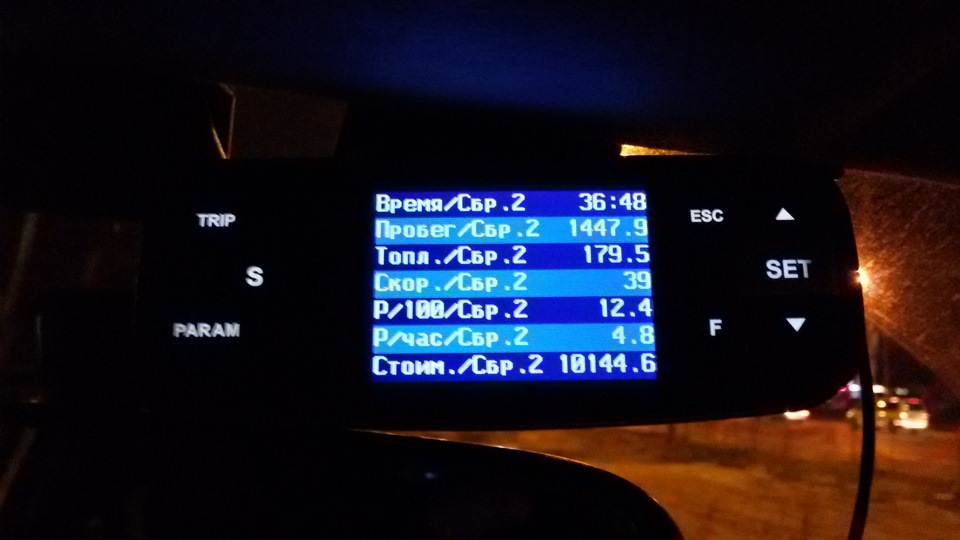 TRIP
S
PARAM
Время/Сбр.2 36:48
Пробег/Сбр.2 1447.9
Топл./Сбр.2 179.5
Скор./Сбр.2 39
Р/100/Сбр.2 12.4
Р/час/Сбр.2 4.8
Стоим./Сбр.2 10144.6
ESC
SET
F